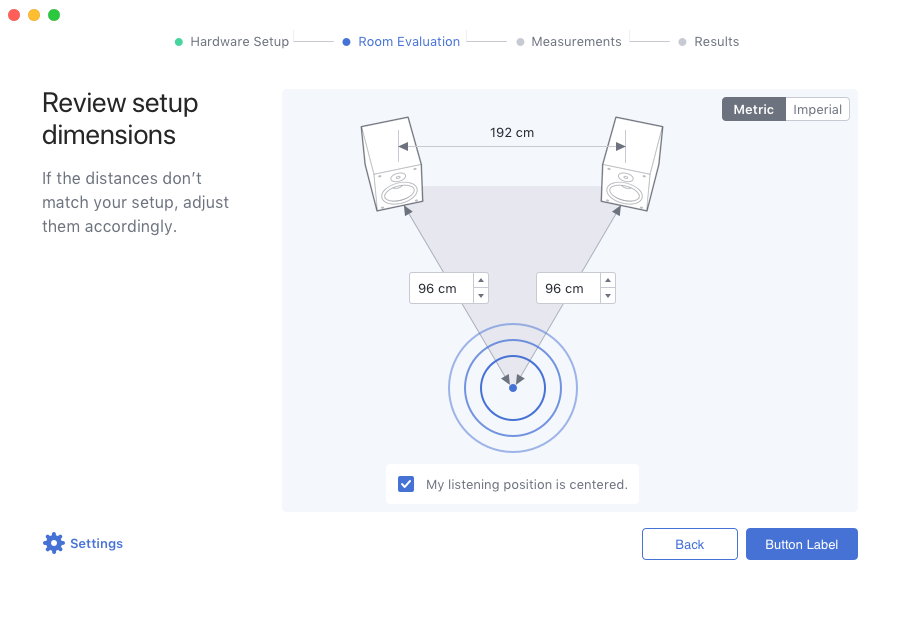 Hardware Setup
Room Evaluation
Measurements
Results
Review setup
dimensions
If the distances don’t
match your setup, adjust
them accordingly.
Metric
Imperial
192 cm
96 cm
96 cm
My listening position is centered.
Settings
Back
Button Label